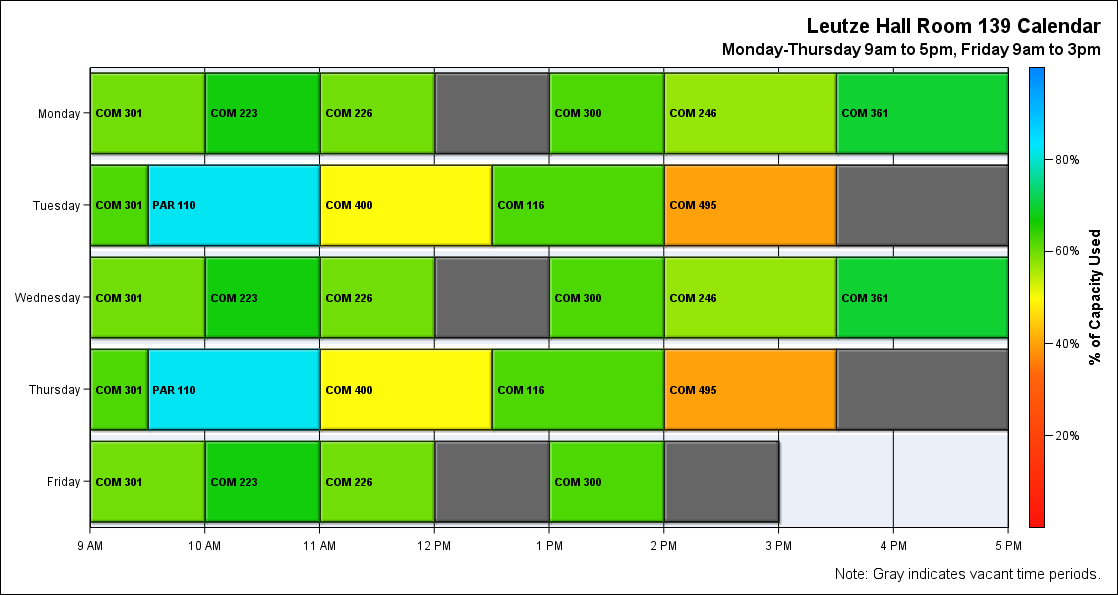 Leutze Hall Room 139 Calendar
Monday-Thursday 9am to 5pm, Friday 9am to 3pm
Monday COM 301 COM 223 COM 226 COM 300 COM 246 COM 361
Tuesday COM 301 PAR 110 COM 400 COM 116 COM 495
Wednesday COM 301 COM 223 COM 226 COM 300 COM 246 COM 361
Thursday COM 301 PAR 110 COM 400 COM 116 COM 495
Friday COM 301 COM 223 COM 226 COM 300
9 AM 10 AM 11 AM 12 PM 1 PM 2 PM 3 PM 4 PM 5 PM
80%
60%
40%
20%
% of Capacity Used
Note: Gray indicates vacant time periods.